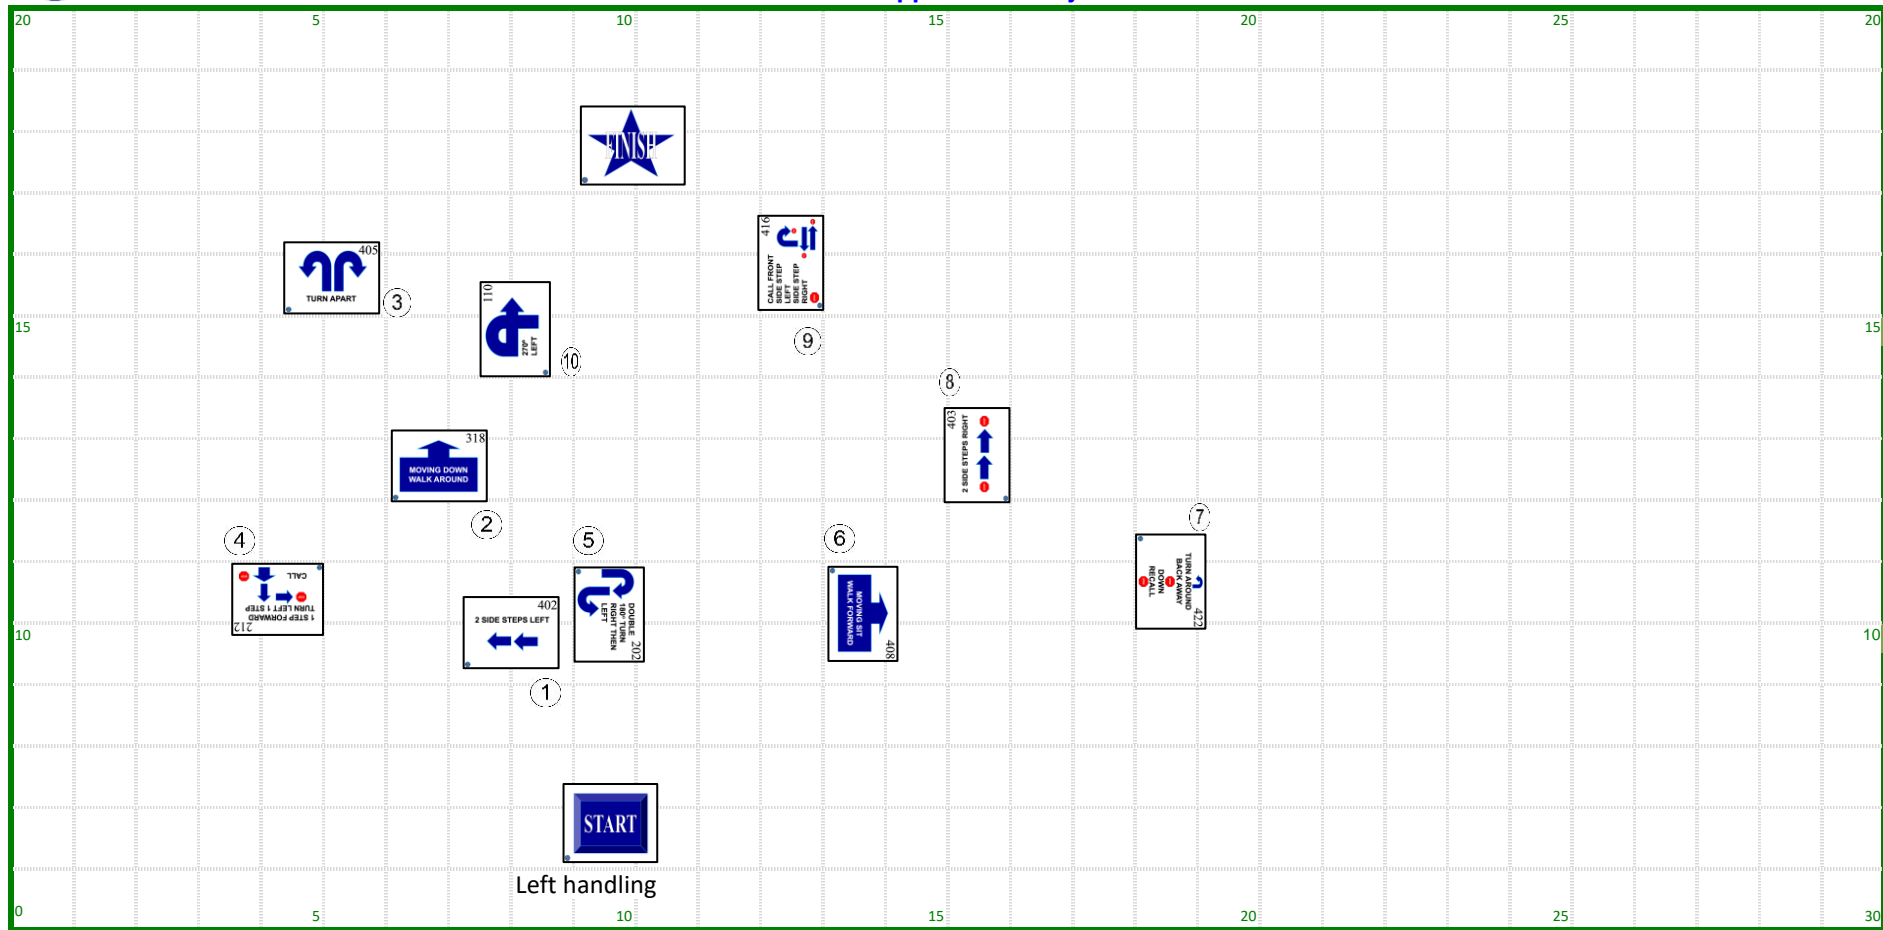 20 5 10 15 20 25 20
FINISH
416
CALL FRONT
SIDE STEP
LEFT
SIDE STEP
RIGHT
405
TURN APART
3
110
270°
LEFT
10
15 15
9
8
403
2 SIDE STEPS RIGHT
318
MOVING DOWN
WALK AROUND
2
7
4
5
6
CALL
1 STEP FORWARD
TURN LEFT 1 STEP
212
402
2 SIDE STEPS LEFT
1
DOUBLE
180° TURN
RIGHT THEN
LEFT
202
MOVING SIT
WALK FORWARD
408
TURN AROUND
BACK AWAY
DOWN
RECALL
422
10 10
START
Left handling
0 5 10 15 20 25 30